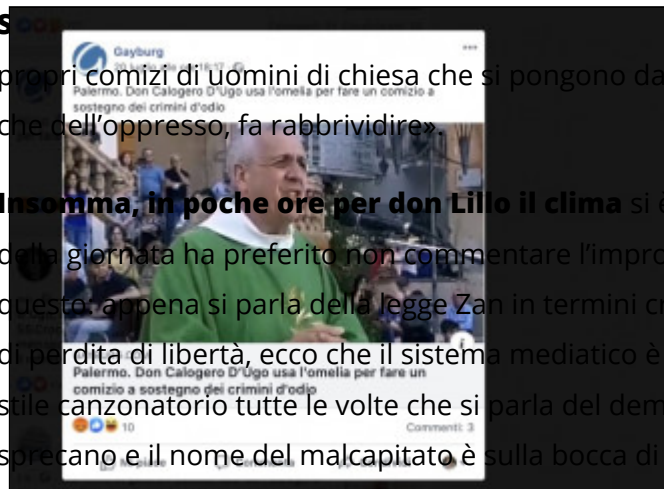 s
propri comizi di uomini di chiesa che si pongono da
che dell'oppresso, fa rabbrividire».
Insomma, in poche ore per don Lillo il clima si è
della giornata ha preferito non commentare l'impro
questo: appena si parla della legge Zan in termini cr
di perdita di libertà, ecco che il sistema mediatico è
stile canzonatorio tutte le volte che si parla del dem
sprecano e il nome del malcapitato è sulla bocca di
Gayburg
Palermo. Don Calogero D'Ugo usa l'omelia per fare un comizio a
sostegno dei crimini d'odio
Palermo. Don Calogero D'Ugo usa l'omelia per fare un
comizio a sostegno dei crimini d'odio
10
Commenti: 3